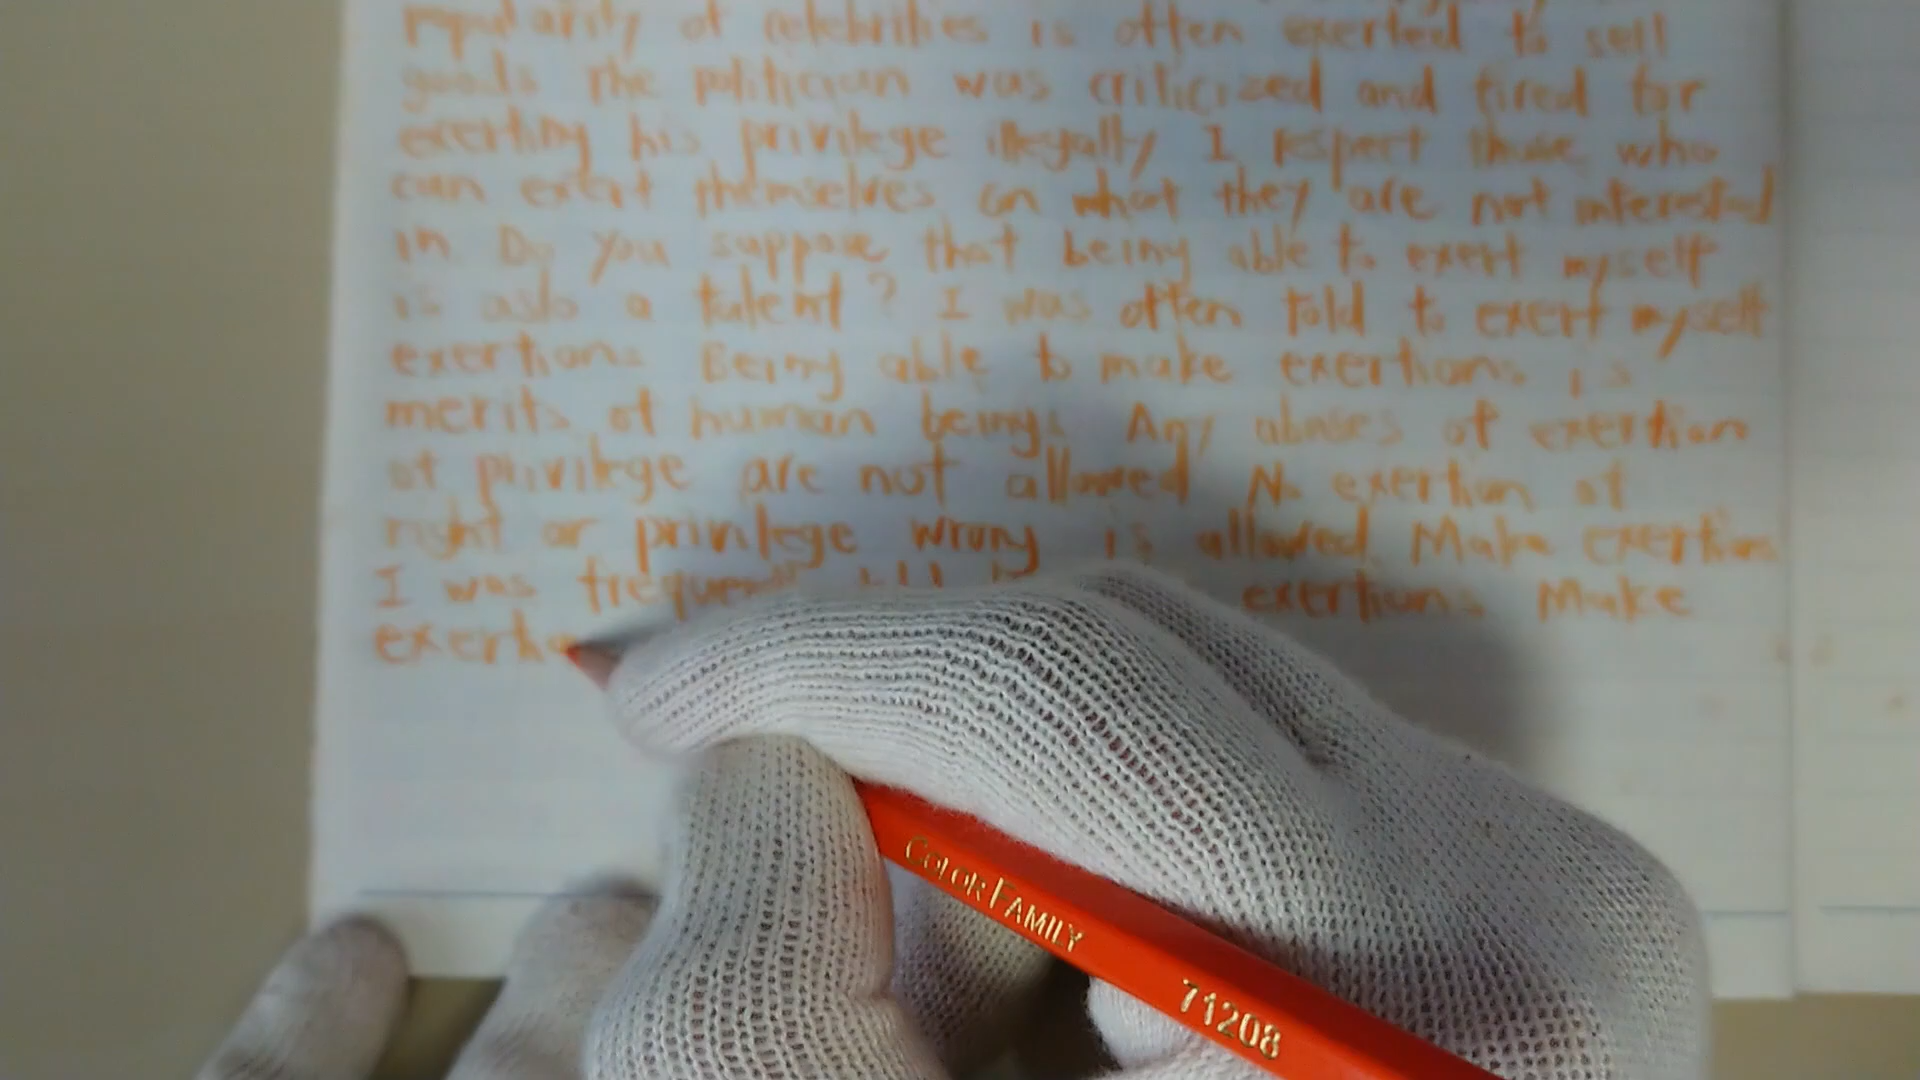 popularity of celebrities is often exerted to sell
goods The politician was criticized and fired for
exerting his privilege illegally I respect those who
can exert themselves on what they are not interested
in Do you suppose that being able to exert myself
is also a talent? I was often told to exert myself
exertions Being able to make exertions is
merits of human beings Any abuses of exertion
of privilege are not allowed No exertion of
right or privilege wrong is allowed Make exertions
I was exertions Make
COLOR FAMILY
71208